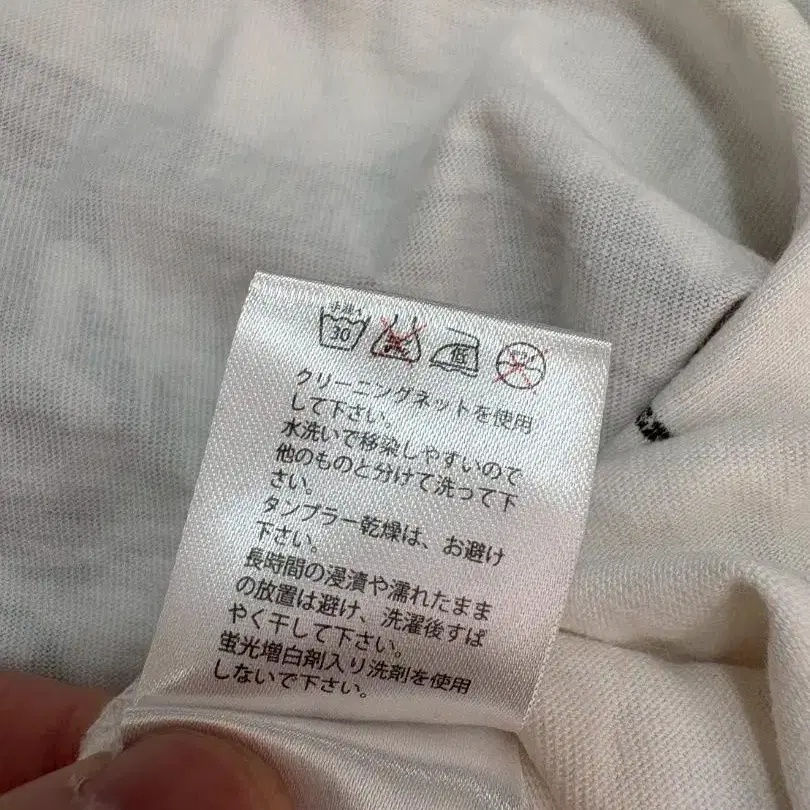 手洗イ
30
低
クリーニングネットを使用
して下さい。
水洗いで移染しやすいので
他のものと分けて洗って下
さい。
タンブラー乾燥は、お避け
下さい。
長時間の浸漬や濡れたまま
の放置は避け、洗濯後すば
やく干して下さい。
蛍光増白剤入り洗剤を使用
しないで下さい。